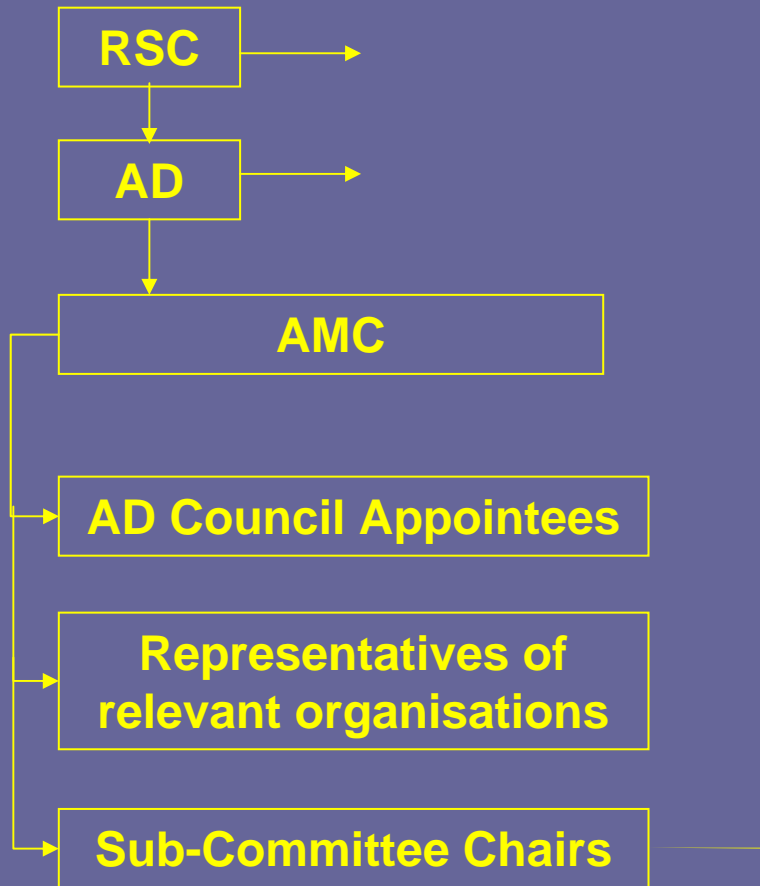 RSC
AD
AMC
AD Council Appointees
Representatives of
relevant organisations
Sub-Committee Chairs